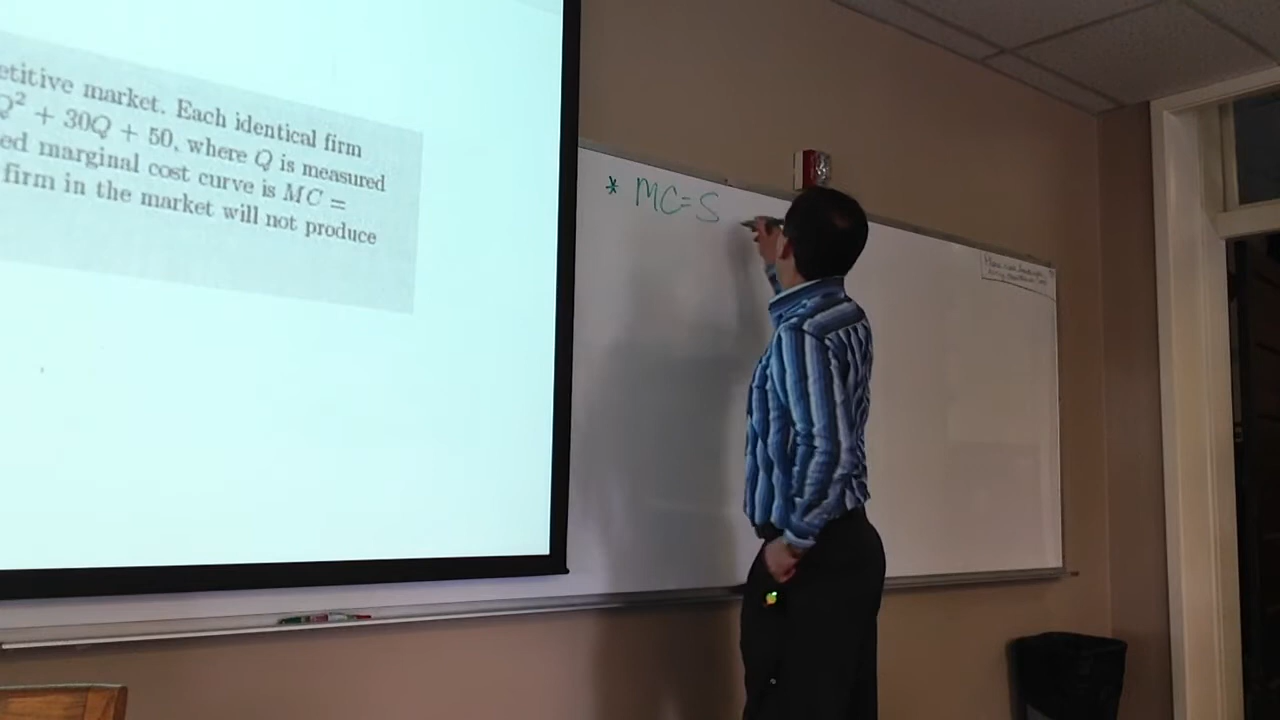 etitive market. Each identical firm
Q² + 30Q + 50, where Q is measured
ed marginal cost curve is MC =
firm in the market will not produce
* MC=S